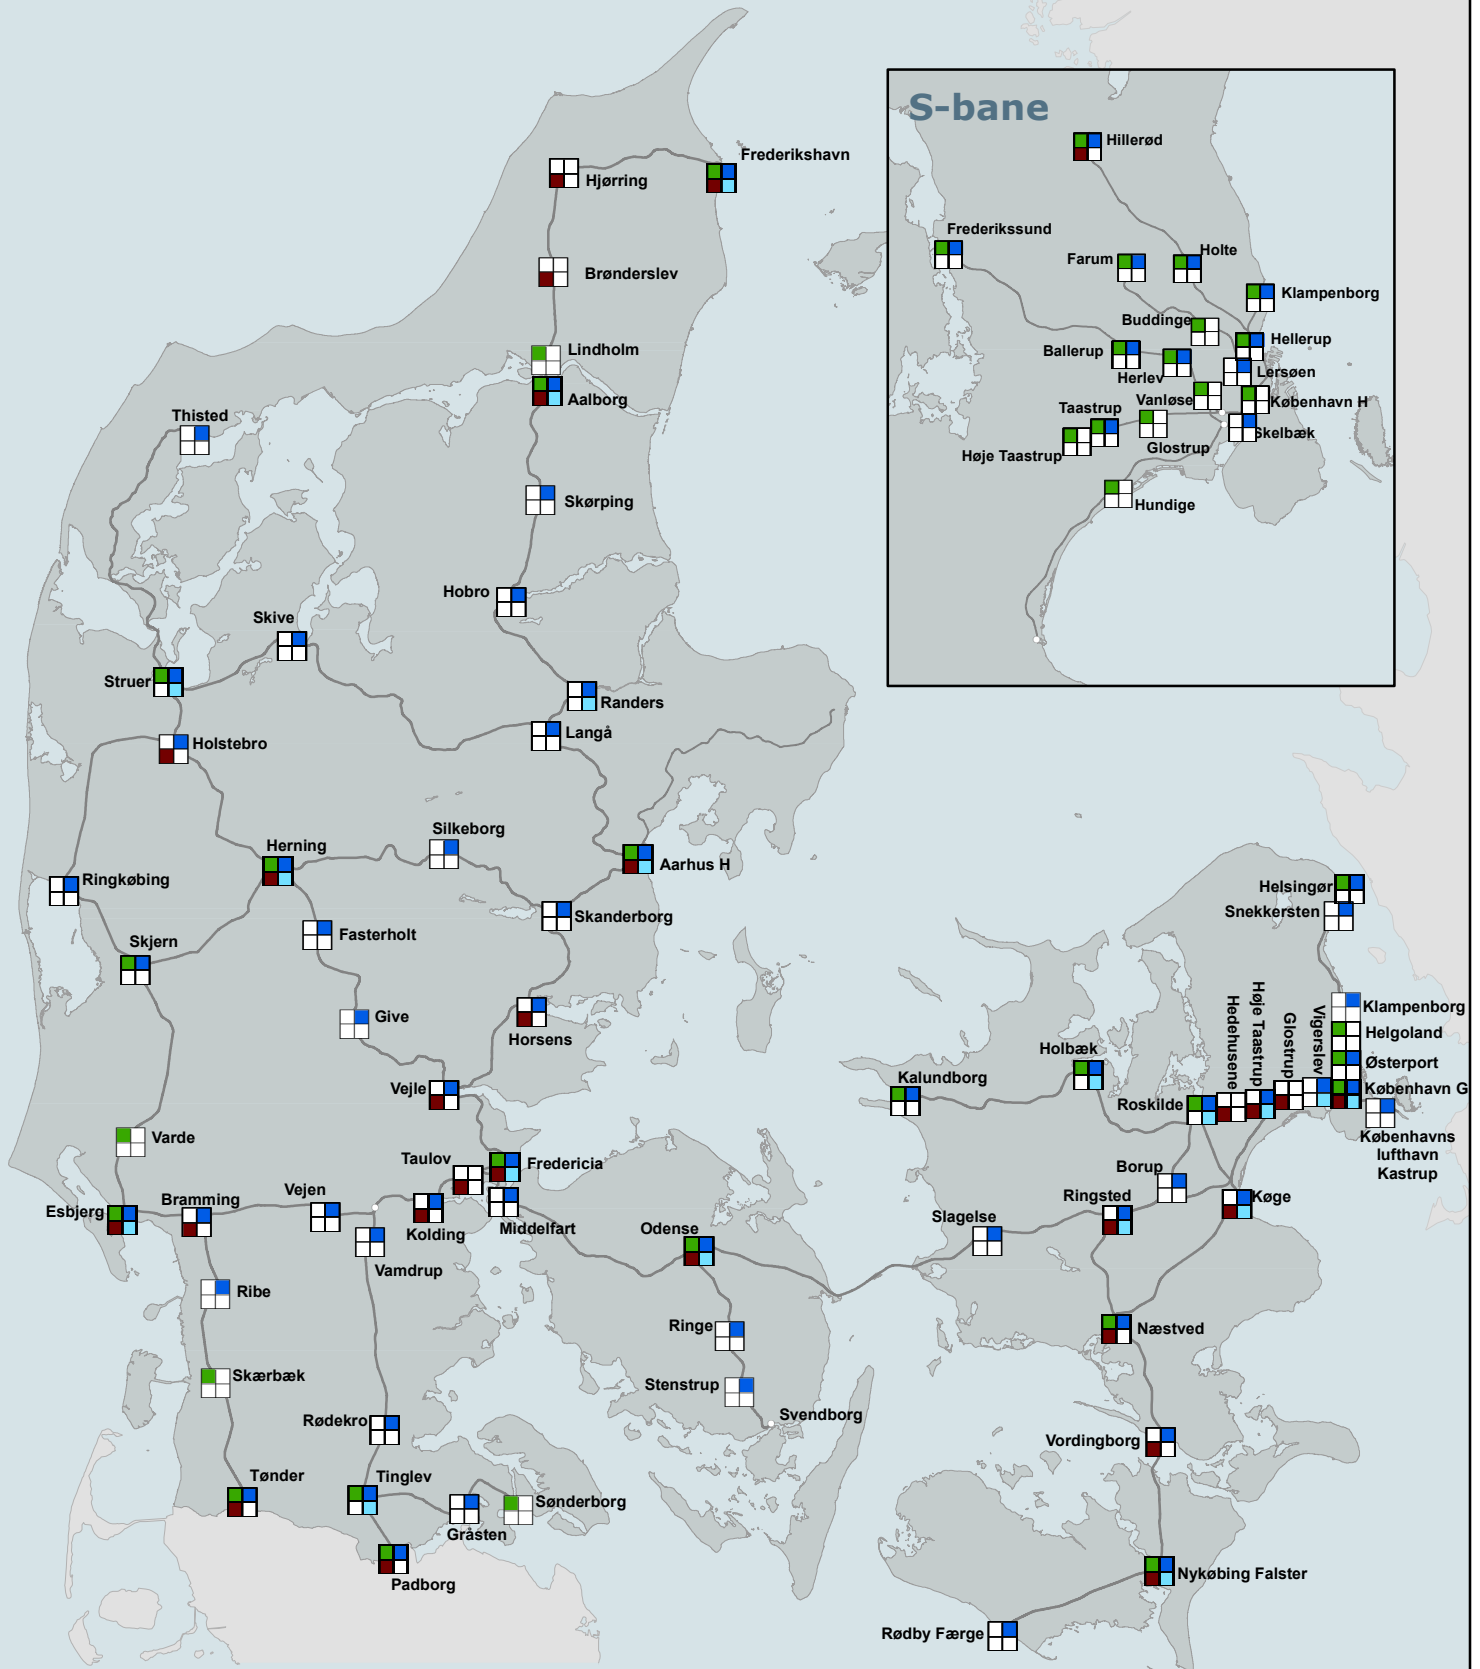 S-bane
Hillerød
Frederikssund
Farum
Holte
Klampenborg
Buddinge
Hellerup
Ballerup
Herlev
Lersøen
Vanløse
København H
Taastrup
Skelbæk
Glostrup
Høje Taastrup
Hundige
Frederikshavn
Hjørring
Brønderslev
Lindholm
Aalborg
Thisted
Skørping
Hobro
Skive
Struer
Randers
Langå
Holstebro
Silkeborg
Herning
Aarhus H
Ringkøbing
Skanderborg
Fasterholt
Skjern
Give
Horsens
Vejle
Varde
Taulov
Fredericia
Bramming
Vejen
Esbjerg
Kolding
Middelfart
Vamdrup
Odense
Ribe
Ringe
Skærbæk
Stenstrup
Svendborg
Rødekro
Tønder
Tinglev
Sønderborg
Gråsten
Padborg
Helsingør
Snekkersten
Klampenborg
Helgoland
Østerport
København G
Københavns
lufthavn
Kastrup
Vigerslev
Glostrup
Høje Taastrup
Hedehusene
Holbæk
Kalundborg
Roskilde
Borup
Ringsted
Køge
Slagelse
Næstved
Vordingborg
Nykøbing Falster
Rødby Færge